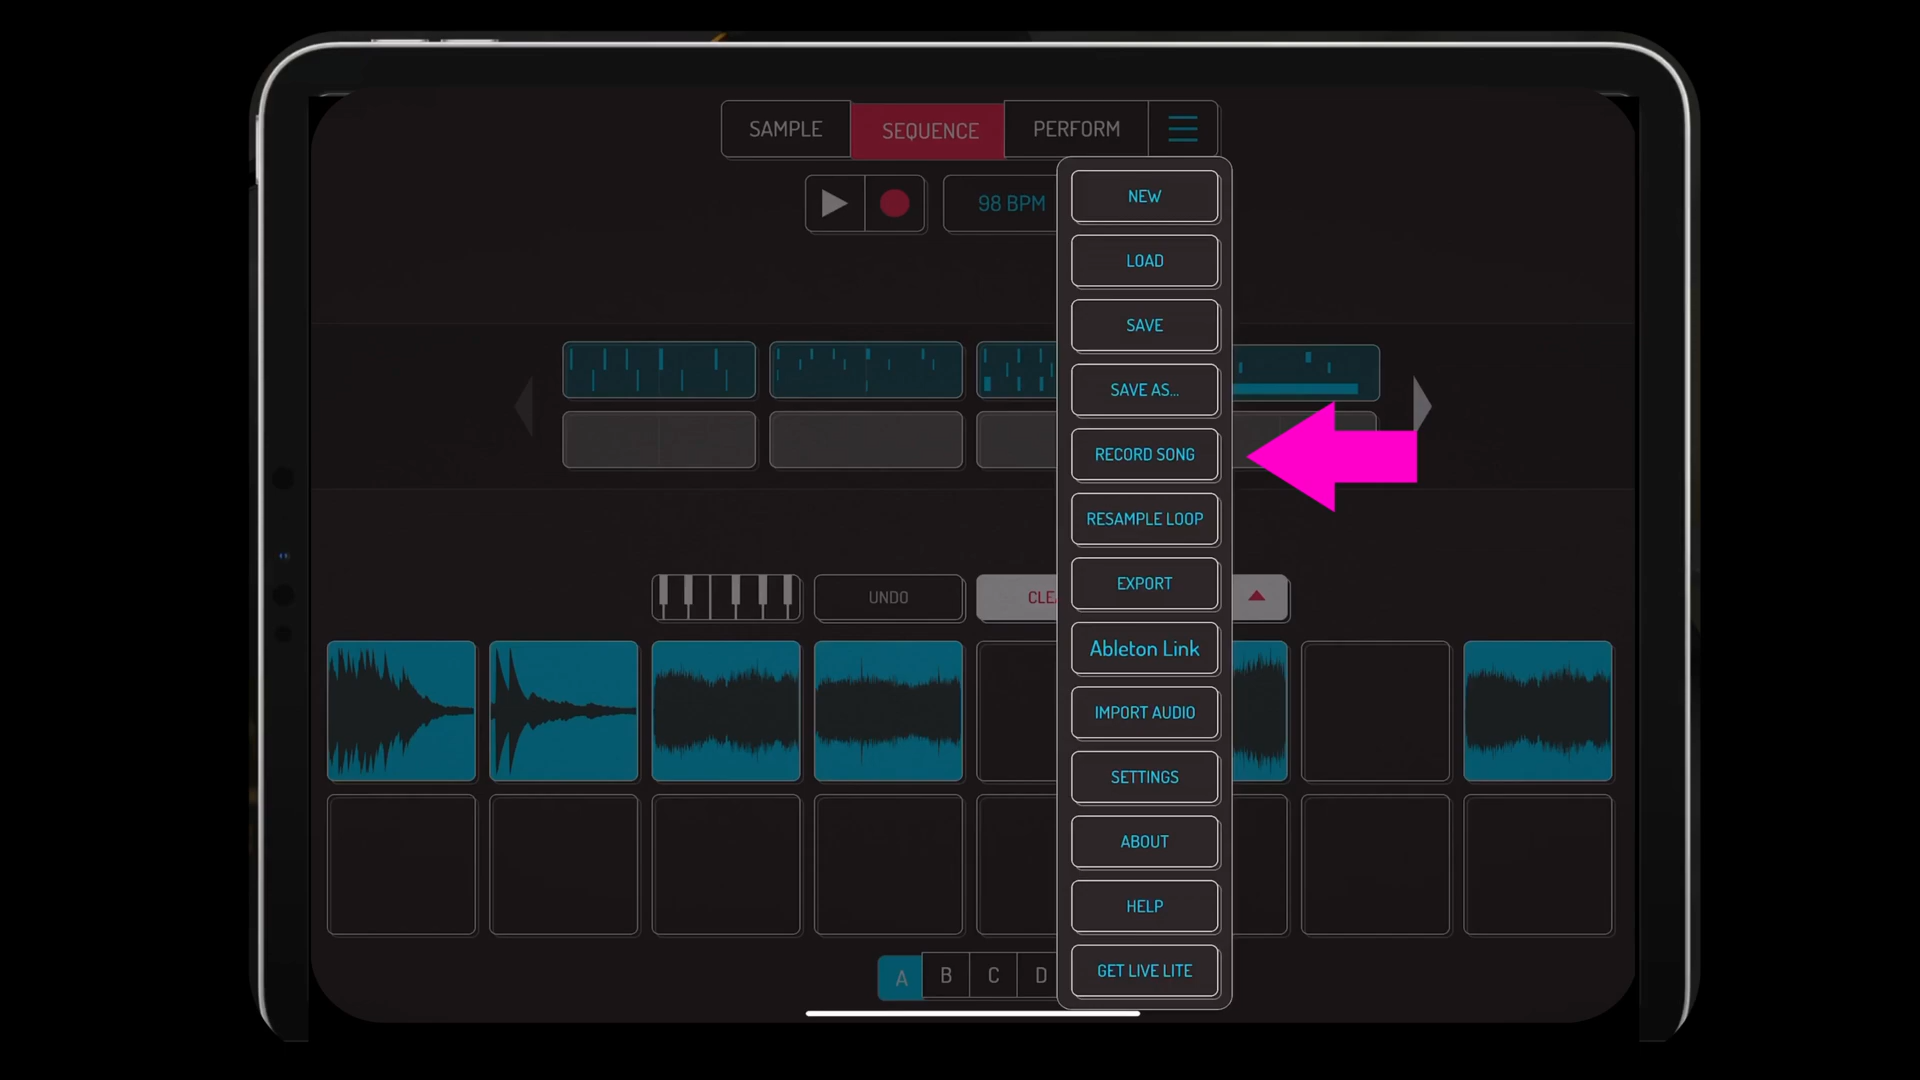 SAMPLE
SEQUENCE
PERFORM
98 BPM
NEW
LOAD
SAVE
SAVE AS...
RECORD SONG
RESAMPLE LOOP
EXPORT
Ableton Link
IMPORT AUDIO
SETTINGS
ABOUT
HELP
GET LIVE LITE
UNDO
CLE
A
B
C
D